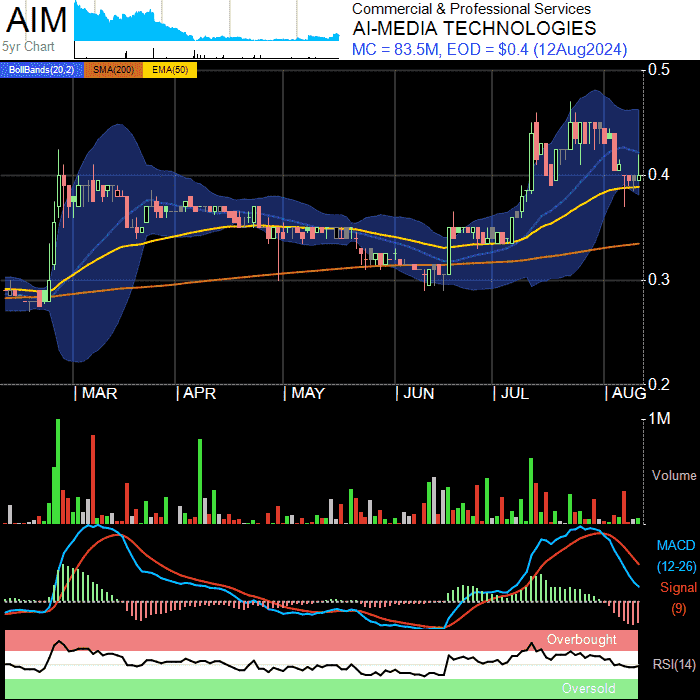 AIM
5yr Chart
Commercial & Professional Services
AI-MEDIA TECHNOLOGIES
MC = 83.5M, EOD = $0.4 (12Aug2024)
BollBands(20,2) SMA(200) EMA(50)
0.5
0.4
0.3
0.2
| MAR | APR | MAY | JUN | JUL | AUG
1M
Volume
MACD
(12-26)
Signal
(9)
Overbought
RSI(14)
Oversold